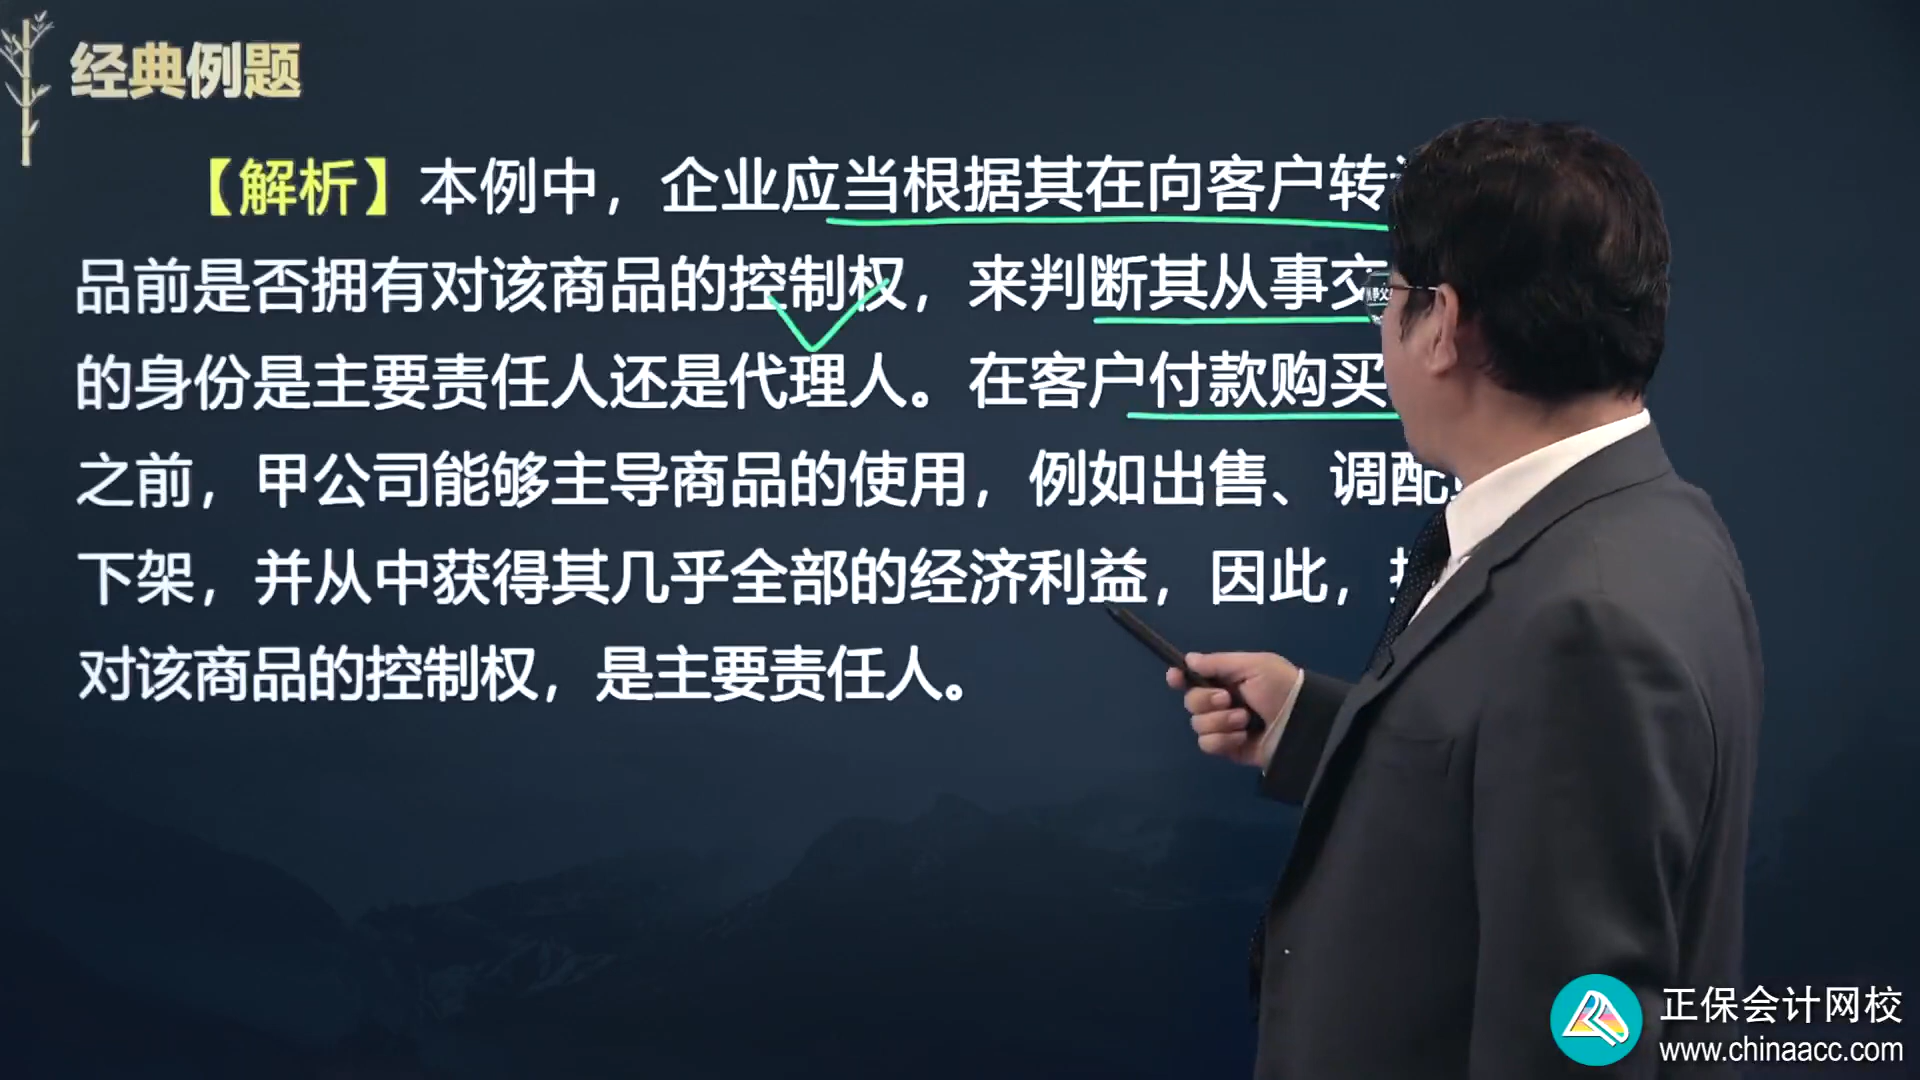 经典例题
【解析】本例中，企业应当根据其在向客户转
品前是否拥有对该商品的控制权，来判断其从事交
的身份是主要责任人还是代理人。在客户付款购买
之前，甲公司能够主导商品的使用，例如出售、调配
下架，并从中获得其几乎全部的经济利益，因此，
对该商品的控制权，是主要责任人。
正保会计网校
www.chinaacc.com